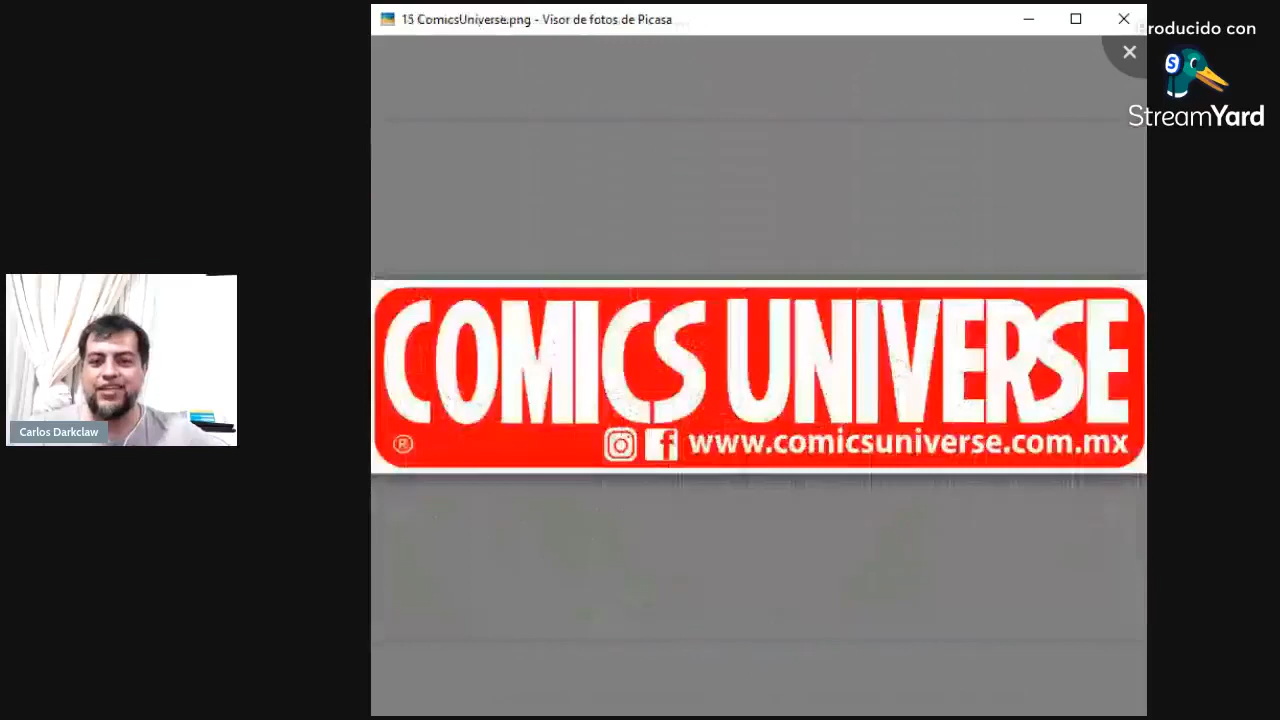 15 ComicsUniverse.png - Visor de fotos de Picasa
roducido con
StreamYard
COMICS UNIVERSE
® www.comicsuniverse.com.mx
Carlos Darkclaw